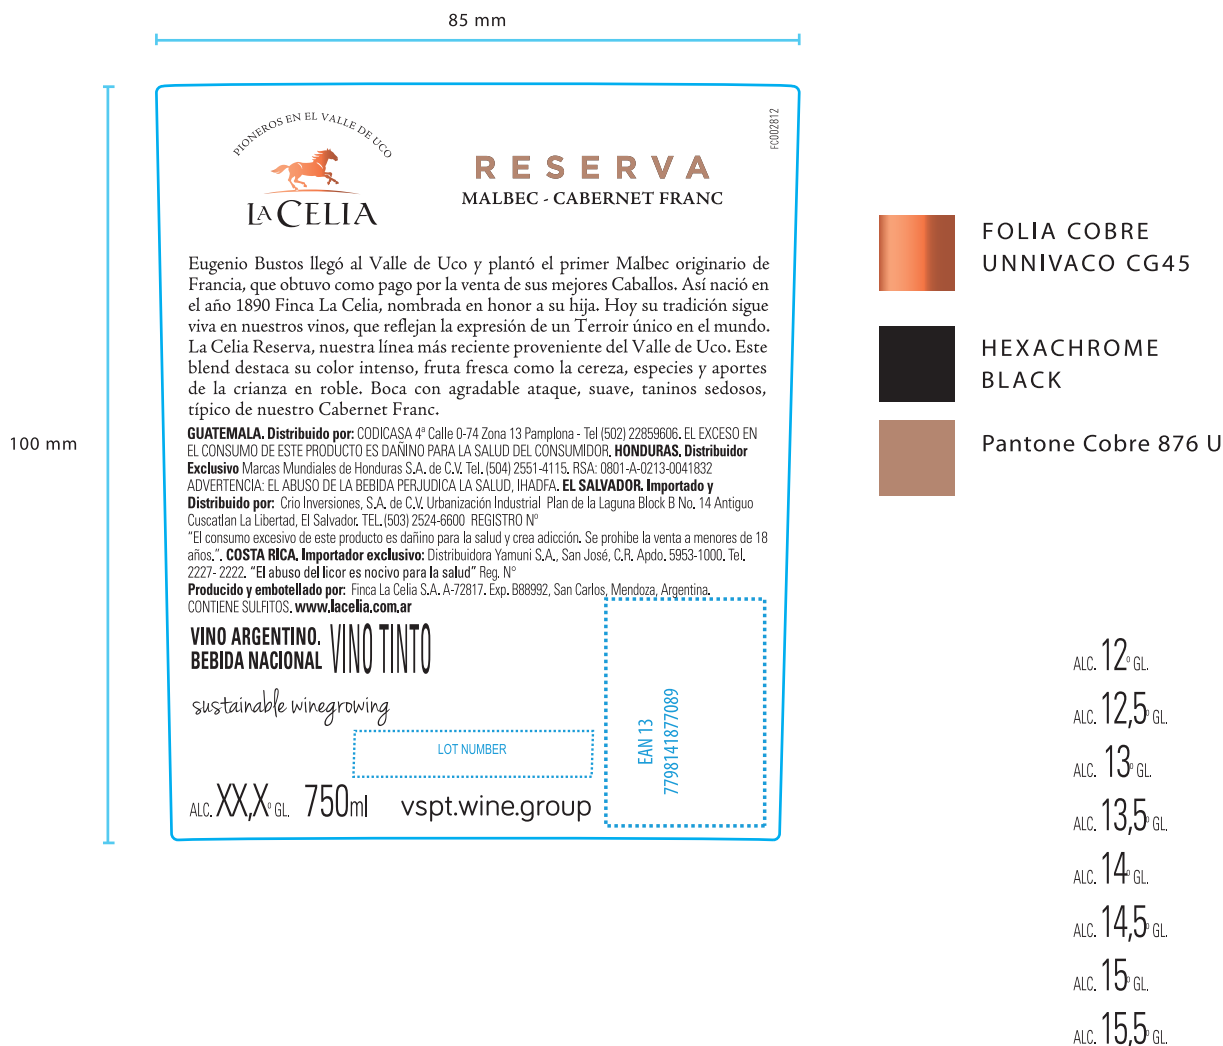 85 mm
100 mm
FC002812
PIONEROS EN EL VALLE DE UCO
LA CELIA
RESERVA
MALBEC - CABERNET FRANC
Eugenio Bustos llegó al Valle de Uco y plantó el primer Malbec originario de
Francia, que obtuvo como pago por la venta de sus mejores Caballos. Así nació en
el año 1890 Finca La Celia, nombrada en honor a su hija. Hoy su tradición sigue
viva en nuestros vinos, que reflejan la expresión de un Terroir único en el mundo.
La Celia Reserva, nuestra línea más reciente proveniente del Valle de Uco. Este
blend destaca su color intenso, fruta fresca como la cereza, especies y aportes
de la crianza en roble. Boca con agradable ataque, suave, taninos sedosos,
típico de nuestro Cabernet Franc.
GUATEMALA. Distribuido por: CODICASA 4ª Calle 0-74 Zona 13 Pamplona - Tel (502) 22859606. EL EXCESO EN
EL CONSUMO DE ESTE PRODUCTO ES DAÑINO PARA LA SALUD DEL CONSUMIDOR. HONDURAS. Distribuidor
Exclusivo Marcas Mundiales de Honduras S.A. de C.V. Tel. (504) 2551-4115. RSA: 0801-A-0213-0041832
ADVERTENCIA: EL ABUSO DE LA BEBIDA PERJUDICA LA SALUD, IHADFA. EL SALVADOR. Importado y
Distribuido por: Crio Inversiones, S.A. de C.V. Urbanización Industrial Plan de la Laguna Block B No. 14 Antiguo
Cuscatlan La Libertad, El Salvador. TEL. (503) 2524-6600 REGISTRO Nº
"El consumo excesivo de este producto es dañino para la salud y crea adicción. Se prohibe la venta a menores de 18
años.". COSTA RICA. Importador exclusivo: Distribuidora Yamuni S.A., San José, C.R. Apdo. 5953-1000. Tel.
2227- 2222. "El abuso del licor es nocivo para la salud" Reg. N°
Producido y embotellado por: Finca La Celia S.A. A-72817. Exp. B88992, San Carlos, Mendoza, Argentina.
CONTIENE SULFITOS. www.lacelia.com.ar
VINO ARGENTINO.
BEBIDA NACIONAL
VINO TINTO
sustainable winegrowing
LOT NUMBER
EAN 13
7798141877089
ALC. XX,X° GL. 750ml vspt.wine.group
FOLIA COBRE
UNNIVACO CG45
HEXACHROME
BLACK
Pantone Cobre 876 U
ALC. 12° GL.
ALC. 12,5° GL.
ALC. 13° GL.
ALC. 13,5° GL.
ALC. 14° GL.
ALC. 14,5° GL.
ALC. 15° GL.
ALC. 15,5° GL.